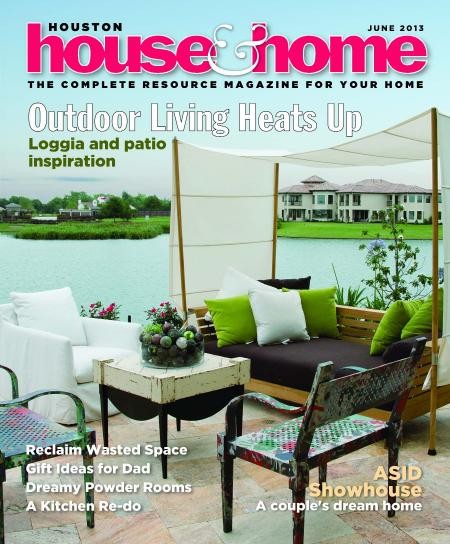 HOUSTON
JUNE 2013
house&home
THE COMPLETE RESOURCE MAGAZINE FOR YOUR HOME
Outdoor Living Heats Up
Loggia and patio
inspiration
Reclaim Wasted Space
Gift Ideas for Dad
Dreamy Powder Rooms
A Kitchen Re-do
ASID
Showhouse
A couple's dream home